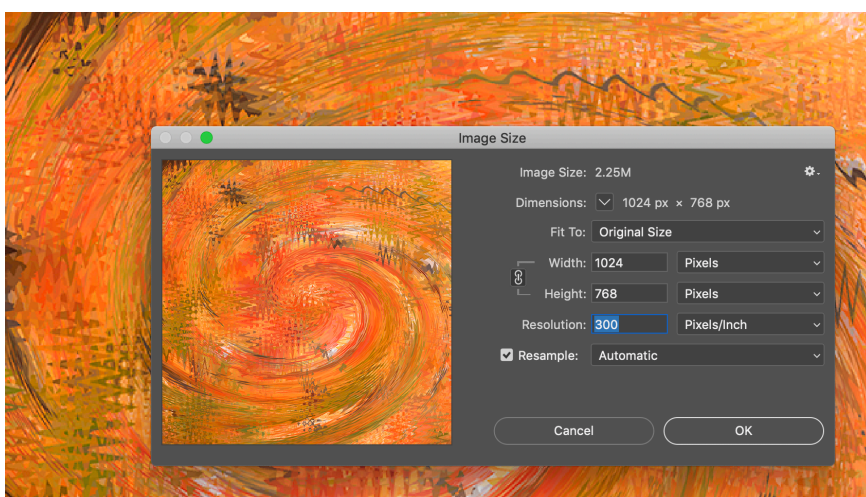 Image Size
Image Size: 2.25M
Dimensions: 1024 px × 768 px
Fit To: Original Size
Width: 1024 Pixels
Height: 768 Pixels
Resolution: 300 Pixels/Inch
Resample: Automatic
Cancel OK